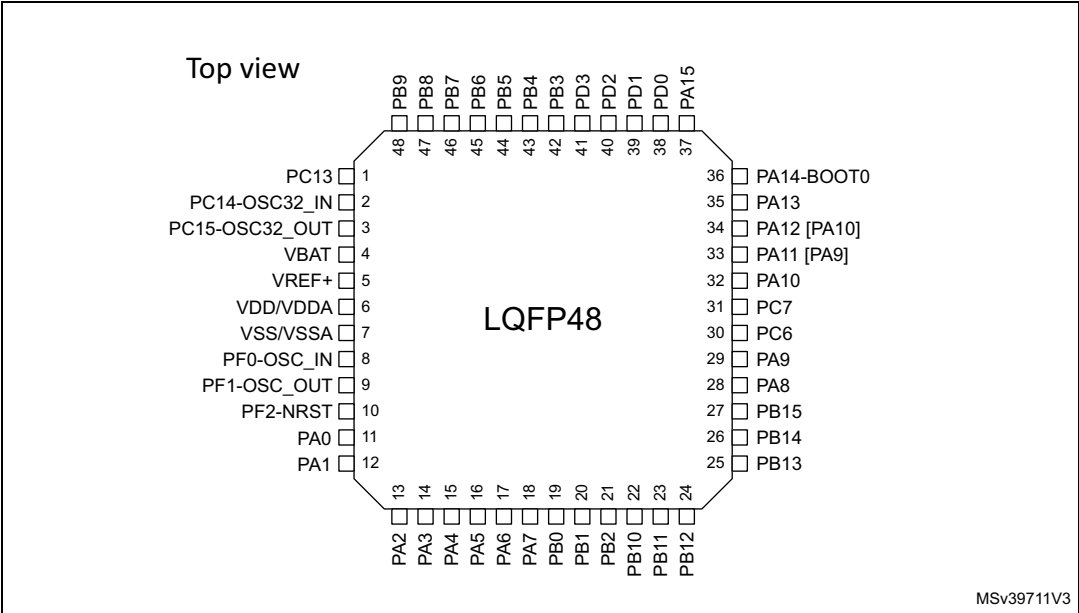 Top view
PB9
PB8
PB7
PB6
PB5
PB4
PB3
PD3
PD2
PD1
PD0
PA15
48
47
46
45
44
43
42
41
40
39
38
37
PC13 1
PC14-OSC32_IN 2
PC15-OSC32_OUT 3
VBAT 4
VREF+ 5
VDD/VDDA 6
VSS/VSSA 7
PF0-OSC_IN 8
PF1-OSC_OUT 9
PF2-NRST 10
PA0 11
PA1 12
LQFP48
36 PA14-BOOT0
35 PA13
34 PA12 [PA10]
33 PA11 [PA9]
32 PA10
31 PC7
30 PC6
29 PA9
28 PA8
27 PB15
26 PB14
25 PB13
13
14
15
16
17
18
19
20
21
22
23
24
PA2
PA3
PA4
PA5
PA6
PA7
PB0
PB1
PB2
PB10
PB11
PB12
MSv39711V3